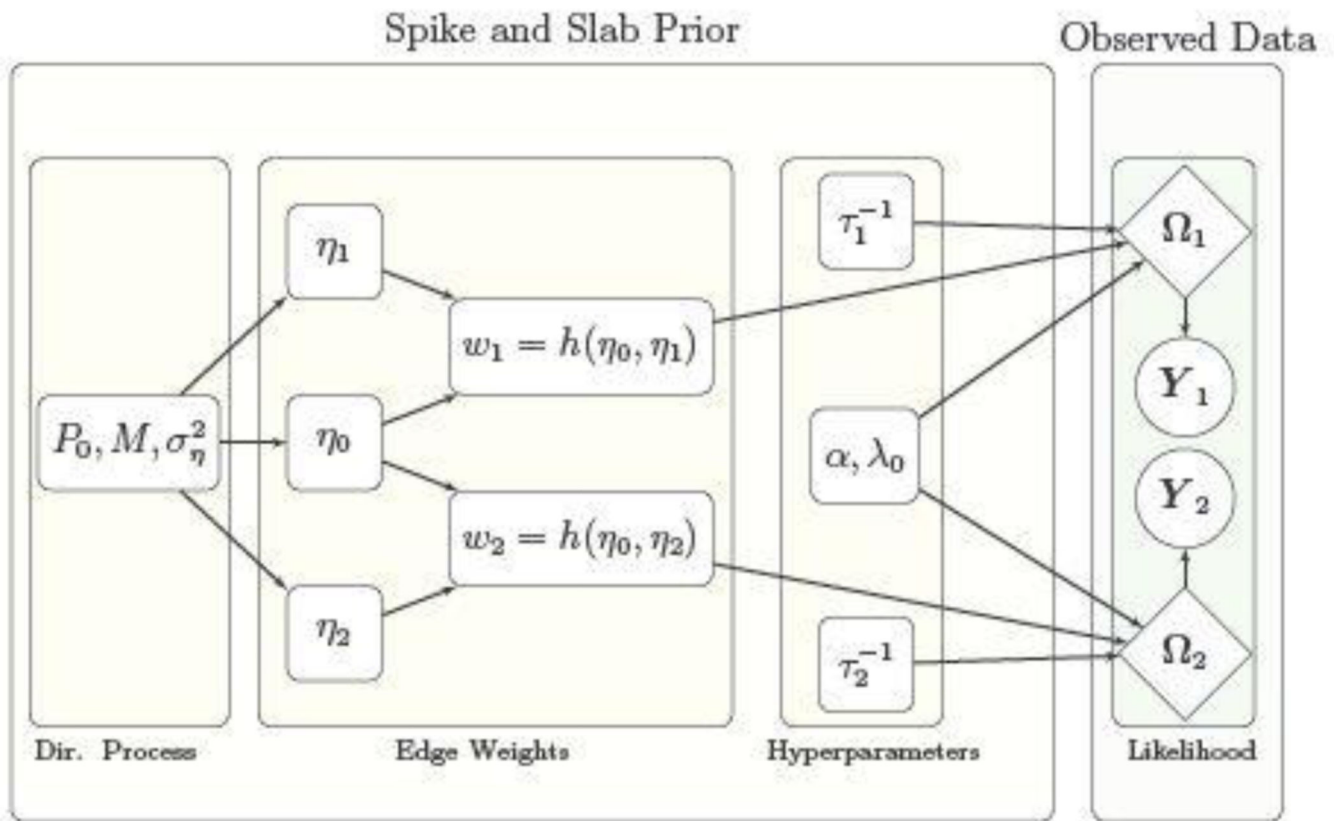 Spike and Slab Prior
Observed Data
P₀, M, σ²_η
η₁
η₀
η₂
w₁ = h(η₀, η₁)
w₂ = h(η₀, η₂)
τ₁⁻¹
α, λ₀
τ₂⁻¹
Ω₁
Y₁
Y₂
Ω₂
Dir. Process
Edge Weights
Hyperparameters
Likelihood